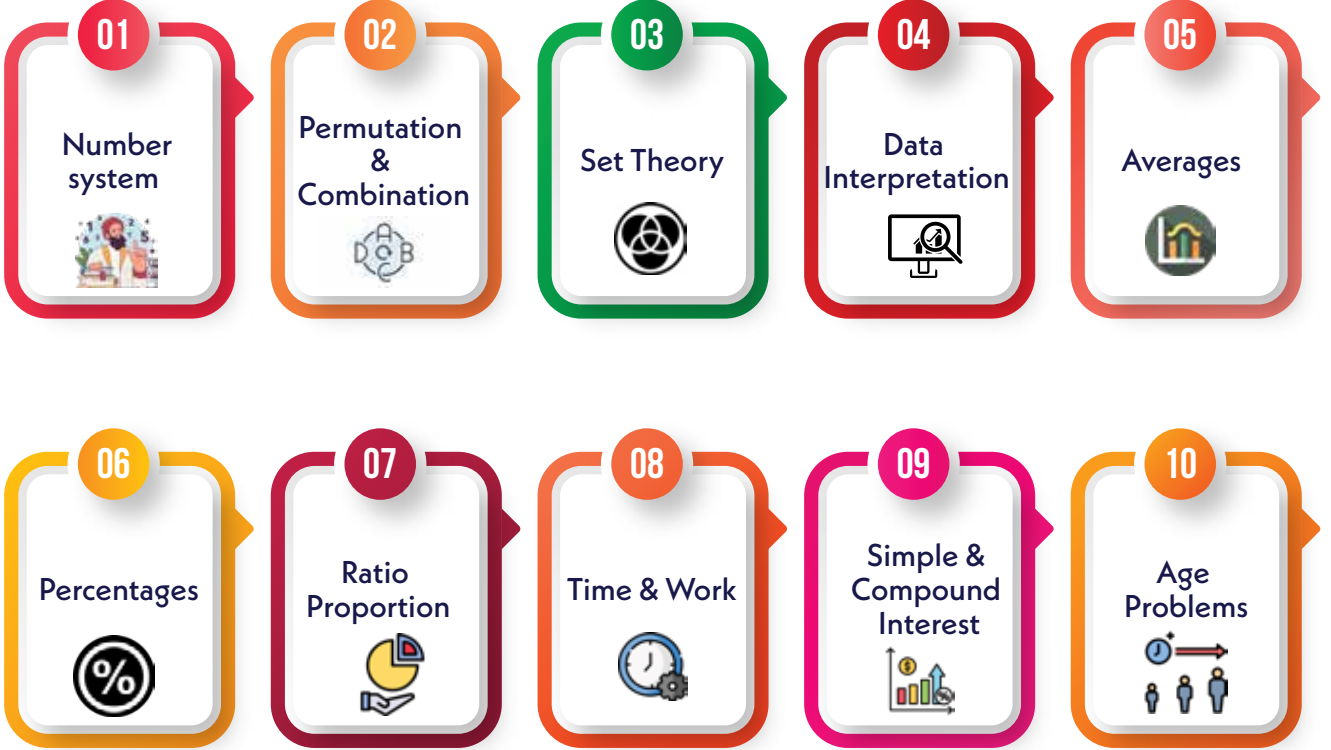 01
Number
system
02
Permutation
&
Combination
D A B C
03
Set Theory
04
Data
Interpretation
05
Averages
06
Percentages
%
07
Ratio
Proportion
08
Time & Work
09
Simple &
Compound
Interest
$
10
Age
Problems